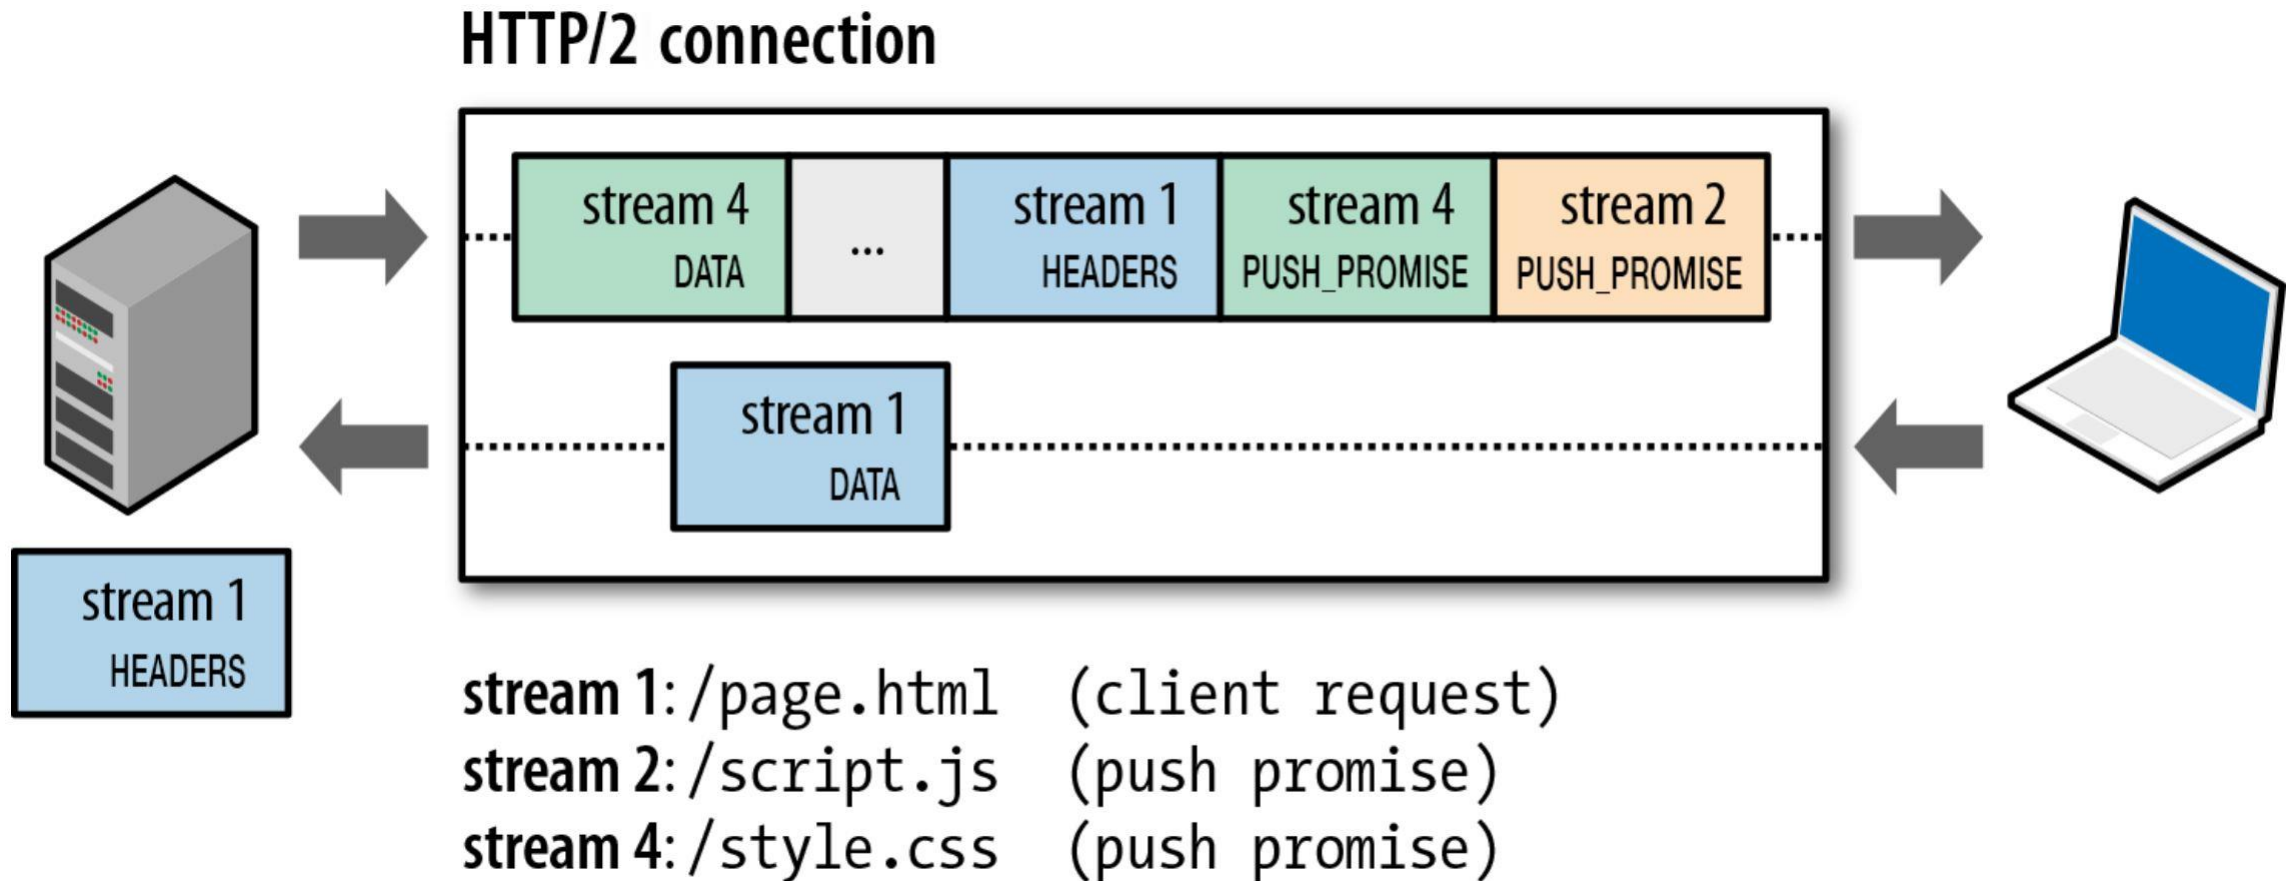 HTTP/2 connection
stream 4
DATA
...
stream 1
HEADERS
stream 4
PUSH_PROMISE
stream 2
PUSH_PROMISE
stream 1
DATA
stream 1
HEADERS
stream 1: /page.html (client request)
stream 2: /script.js (push promise)
stream 4: /style.css (push promise)